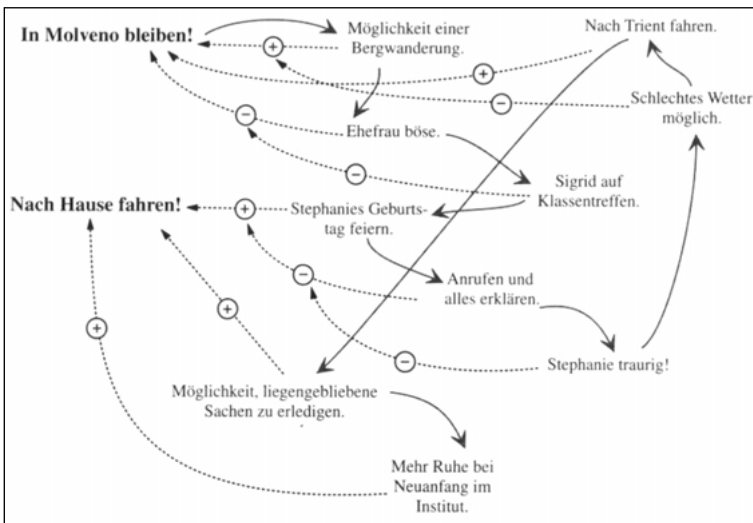 In Molveno bleiben!
Möglichkeit einer
Bergwanderung.
Nach Trient fahren.
+
+
−
Schlechtes Wetter
möglich.
−
Ehefrau böse.
−
Sigrid auf
Klassentreffen.
Nach Hause fahren!
+
Stephanies Geburts-
tag feiern.
−
Anrufen und
alles erklären.
+
+
−
Stephanie traurig!
Möglichkeit, liegengebliebene
Sachen zu erledigen.
Mehr Ruhe bei
Neuanfang im
Institut.